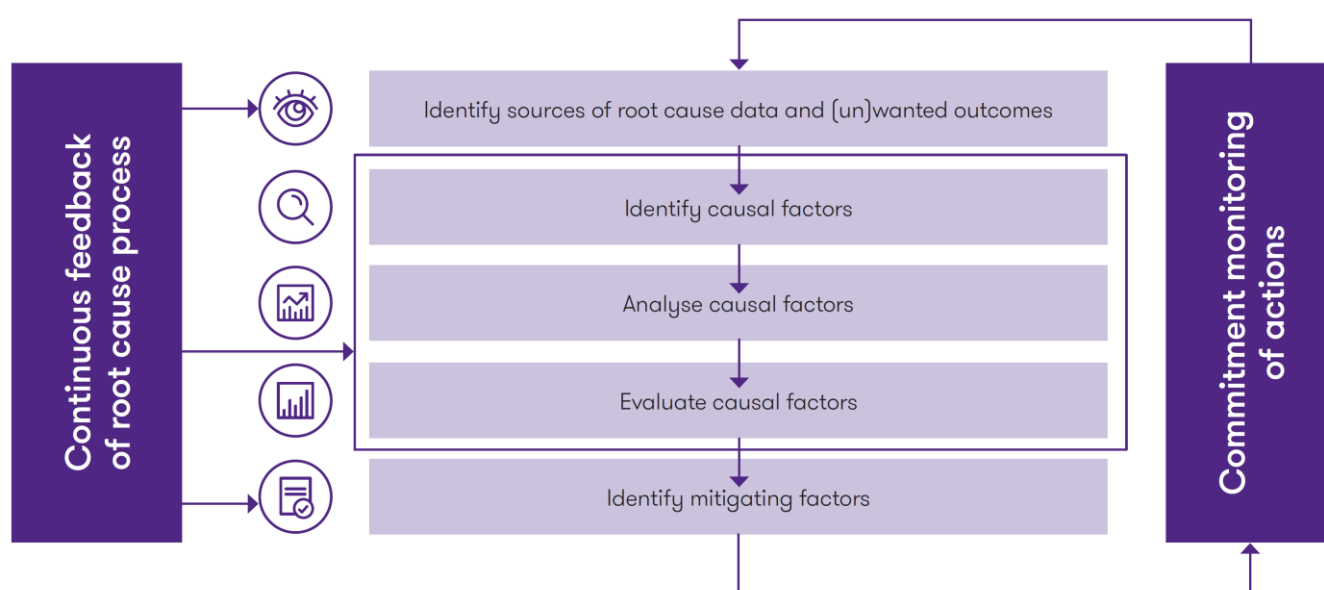 Continuous feedback
of root cause process
Identify sources of root cause data and (un)wanted outcomes
Identify causal factors
Analyse causal factors
Evaluate causal factors
Identify mitigating factors
Commitment monitoring
of actions